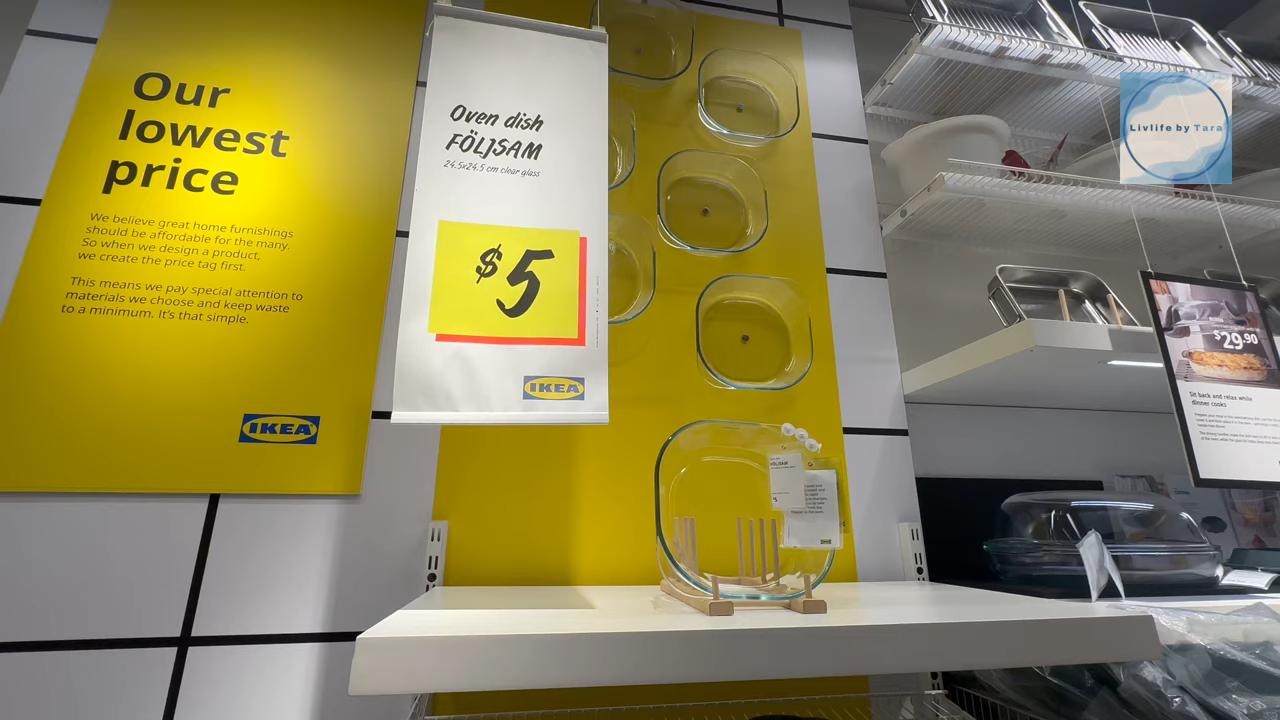 Our
lowest
price
We believe great home furnishings
should be affordable for the many.
So when we design a product,
we create the price tag first.
This means we pay special attention to
materials we choose and keep waste
to a minimum. It's that simple.
IKEA
Oven dish
FÖLJSAM
24.5x24.5 cm clear glass
$5
IKEA
Livlife by Tara
$29.90
Sit back and relax while
dinner cooks
FÖLJSAM
$5
IKEA